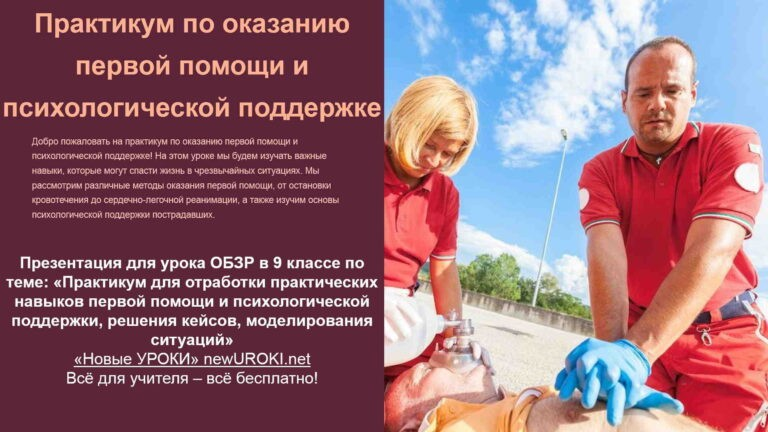 Практикум по оказанию
первой помощи и
психологической поддержке
Добро пожаловать на практикум по оказанию первой помощи и
психологической поддержке! На этом уроке мы будем изучать важные
навыки, которые могут спасти жизнь в чрезвычайных ситуациях. Мы
рассмотрим различные методы оказания первой помощи, от остановки
кровотечения до сердечно-легочной реанимации, а также изучим основы
психологической поддержки пострадавших.
Презентация для урока ОБЗР в 9 классе по
теме: «Практикум для отработки практических
навыков первой помощи и психологической
поддержки, решения кейсов, моделирования
ситуаций»
«Новые УРОКИ» newUROKI.net
Всё для учителя – всё бесплатно!